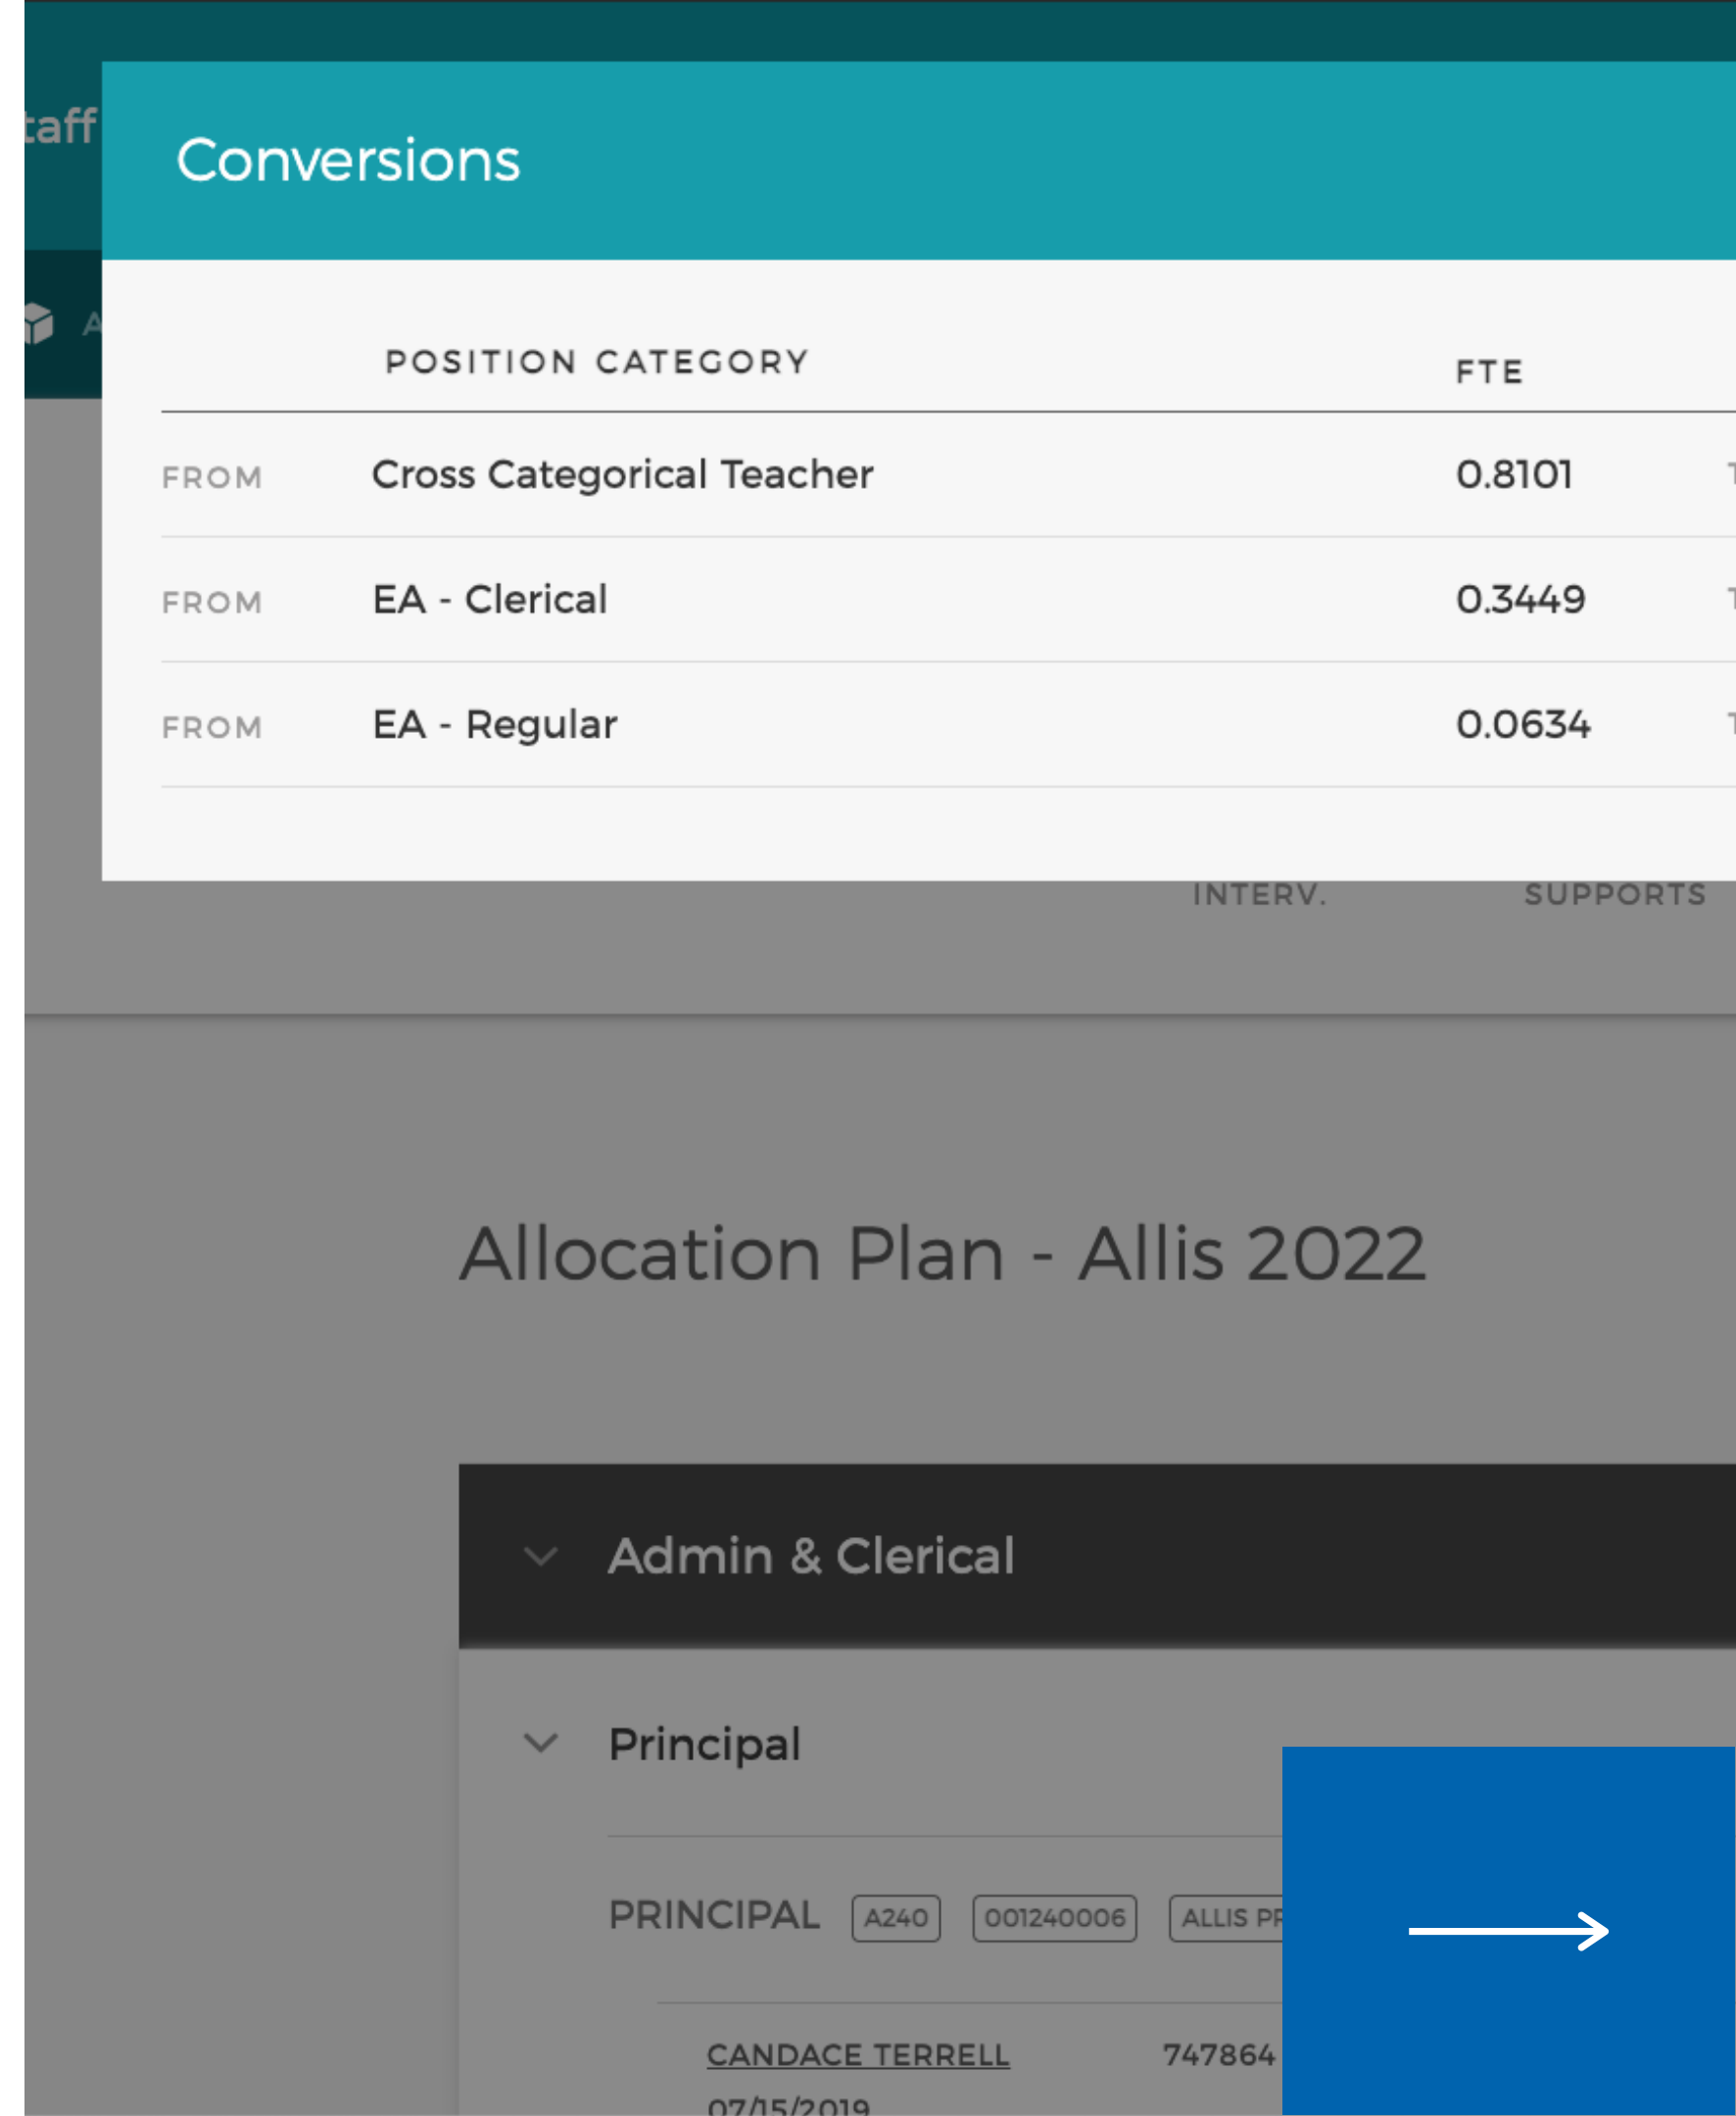 taff
Conversions
POSITION CATEGORY FTE
FROM Cross Categorical Teacher 0.8101
FROM EA - Clerical 0.3449
FROM EA - Regular 0.0634
INTERV. SUPPORTS
Allocation Plan - Allis 2022
Admin & Clerical
Principal
PRINCIPAL A240 001240006 ALLIS PR
CANDACE TERRELL 747864
07/15/2019